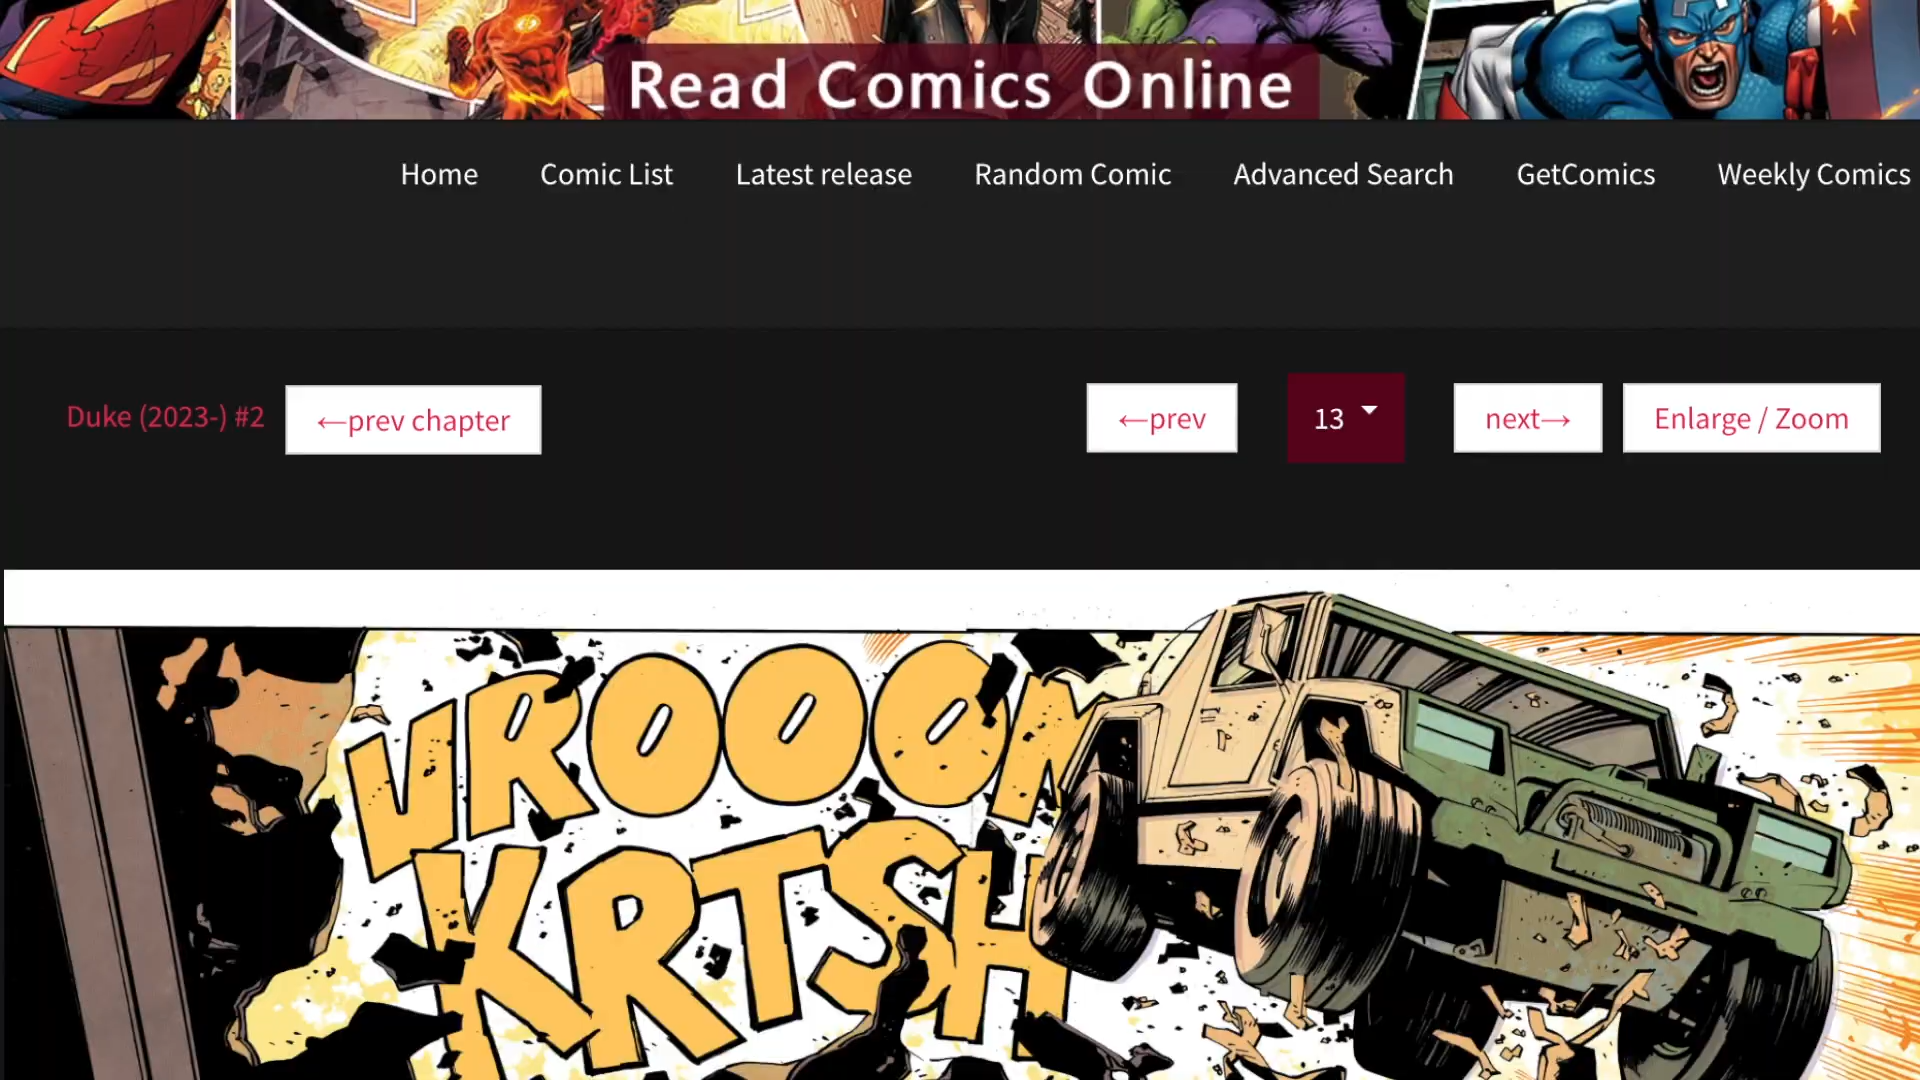 Read Comics Online
Home Comic List Latest release Random Comic Advanced Search GetComics Weekly Comics
Duke (2023-) #2 ←prev chapter ←prev 13 next→ Enlarge / Zoom
VROOOM
KRTSH